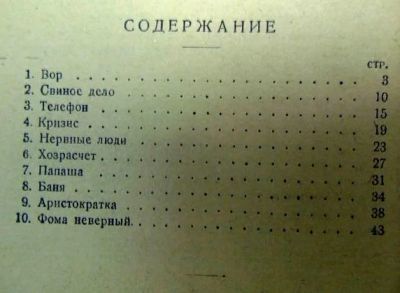 СОДЕРЖАНИЕ
СТР.
1. Вор . . . . . . . . . . . . . . . . 3
2. Свиное дело . . . . . . . . . . . . 10
3. Телефон . . . . . . . . . . . . . . 15
4. Кризис . . . . . . . . . . . . . . 19
5. Нервные люди . . . . . . . . . . . 23
6. Хозрасчет . . . . . . . . . . . . . 27
7. Папаша . . . . . . . . . . . . . . 31
8. Баня . . . . . . . . . . . . . . . 34
9. Аристократка . . . . . . . . . . . 38
10. Фома неверный. . . . . . . . . . . 43